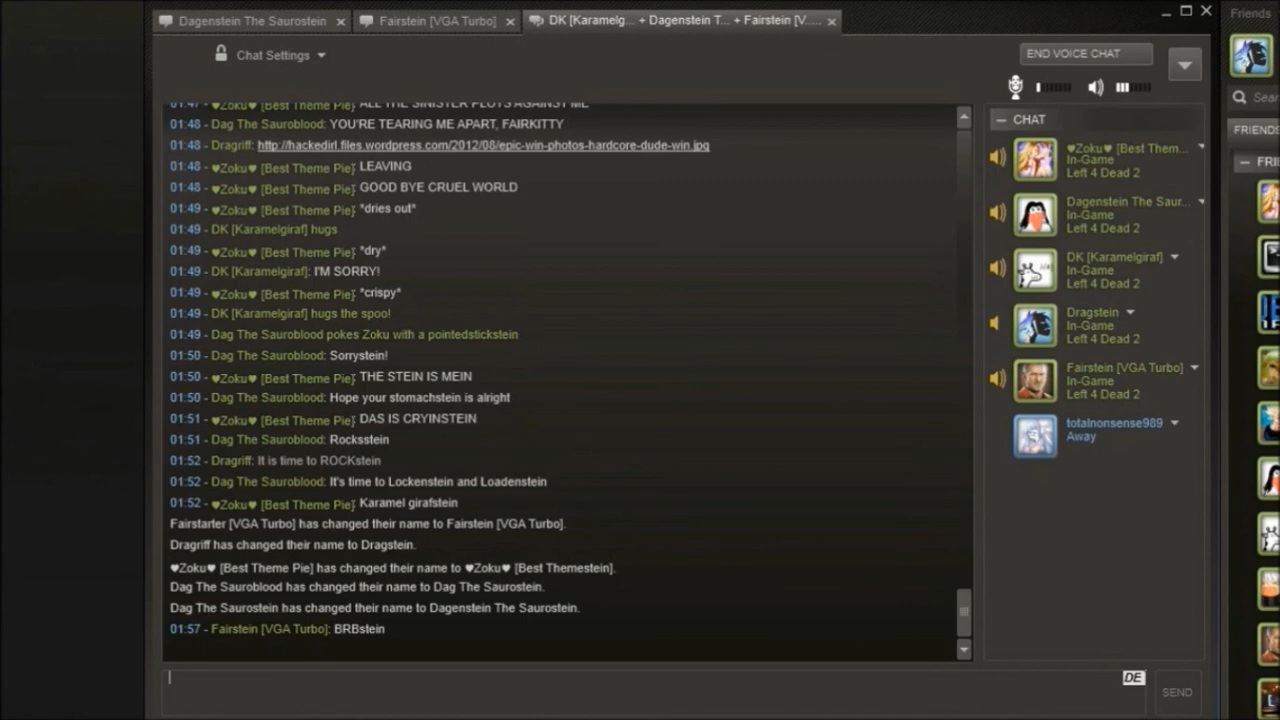 Dagenstein The Saurostein
Fairstein [VGA Turbo]
DK [Karamelg... + Dagenstein T... + Fairstein [V.....
Friends
Chat Settings
END VOICE CHAT
Sear
01:47 - ♥Zoku♥ [Best Theme Pie]: ALL THE SINISTER PLOTS AGAINST ME
01:48 - Dag The Sauroblood: YOU'RE TEARING ME APART, FAIRKITTY
01:48 - Dragriff: http://hackedirl.files.wordpress.com/2012/08/epic-win-photos-hardcore-dude-win.jpg
01:48 - ♥Zoku♥ [Best Theme Pie]: LEAVING
01:48 - ♥Zoku♥ [Best Theme Pie]: GOOD BYE CRUEL WORLD
01:49 - ♥Zoku♥ [Best Theme Pie]: *dries out*
01:49 - DK [Karamelgiraf] hugs
01:49 - ♥Zoku♥ [Best Theme Pie]: *dry*
01:49 - DK [Karamelgiraf]: I'M SORRY!
01:49 - ♥Zoku♥ [Best Theme Pie]: *crispy*
01:49 - DK [Karamelgiraf] hugs the spoo!
01:49 - Dag The Sauroblood pokes Zoku with a pointedstickstein
01:50 - Dag The Sauroblood: Sorrystein!
01:50 - ♥Zoku♥ [Best Theme Pie]: THE STEIN IS MEIN
01:50 - Dag The Sauroblood: Hope your stomachstein is alright
01:51 - ♥Zoku♥ [Best Theme Pie]: DAS IS CRYINSTEIN
01:51 - Dag The Sauroblood: Rocksstein
01:52 - Dragriff: It is time to ROCKstein
01:52 - Dag The Sauroblood: It's time to Lockenstein and Loadenstein
01:52 - ♥Zoku♥ [Best Theme Pie]: Karamel girafstein
Fairstarter [VGA Turbo] has changed their name to Fairstein [VGA Turbo].
Dragriff has changed their name to Dragstein.
♥Zoku♥ [Best Theme Pie] has changed their name to ♥Zoku♥ [Best Themestein].
Dag The Sauroblood has changed their name to Dag The Saurostein.
Dag The Saurostein has changed their name to Dagenstein The Saurostein.
01:57 - Fairstein [VGA Turbo]: BRBstein
DE
SEND
CHAT
♥Zoku♥ [Best Them...
In-Game
Left 4 Dead 2
Dagenstein The Saur...
In-Game
Left 4 Dead 2
DK [Karamelgiraf]
In-Game
Left 4 Dead 2
Dragstein
In-Game
Left 4 Dead 2
Fairstein [VGA Turbo]
In-Game
Left 4 Dead 2
totalnonsense989
Away
FRIENDS
FRI